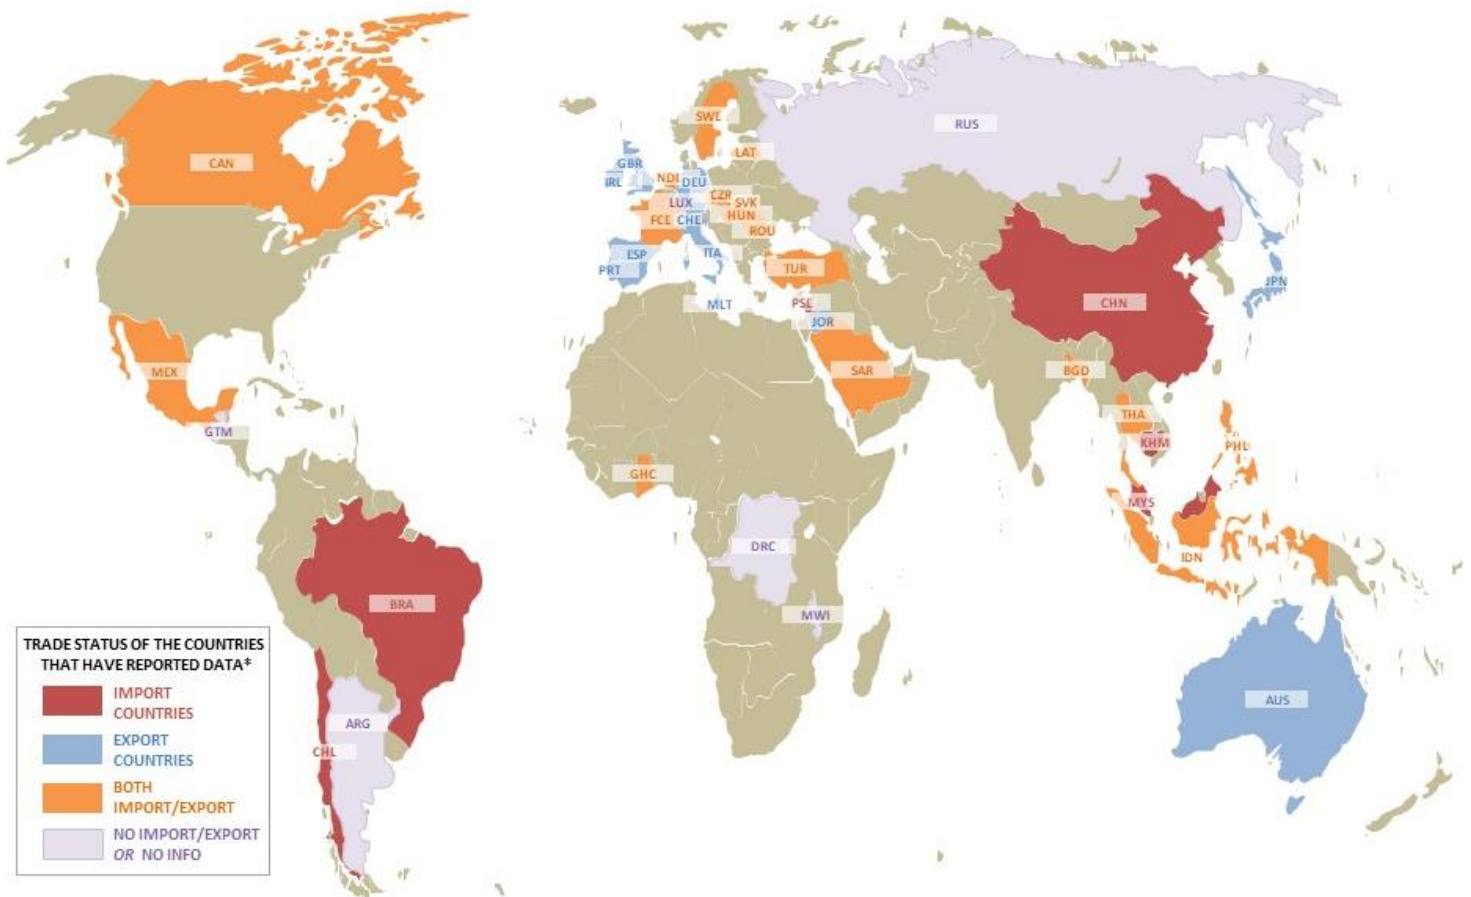 SWE
RUS
LAT
GBR
CAN
IRL
NDL
DEU
CZR
LUX
SVK
FCE
CHE
HUN
ROU
ESP
ITA
PRT
TUR
JPN
MLT
PSE
CHN
JOR
MEX
SAR
BGD
THA
GTM
KHM
PHL
GHC
MYS
DRC
IDN
BRA
MWI
AUS
ARG
CHL
TRADE STATUS OF THE COUNTRIES
THAT HAVE REPORTED DATA‡
IMPORT
COUNTRIES
EXPORT
COUNTRIES
BOTH
IMPORT/EXPORT
NO IMPORT/EXPORT
OR NO INFO